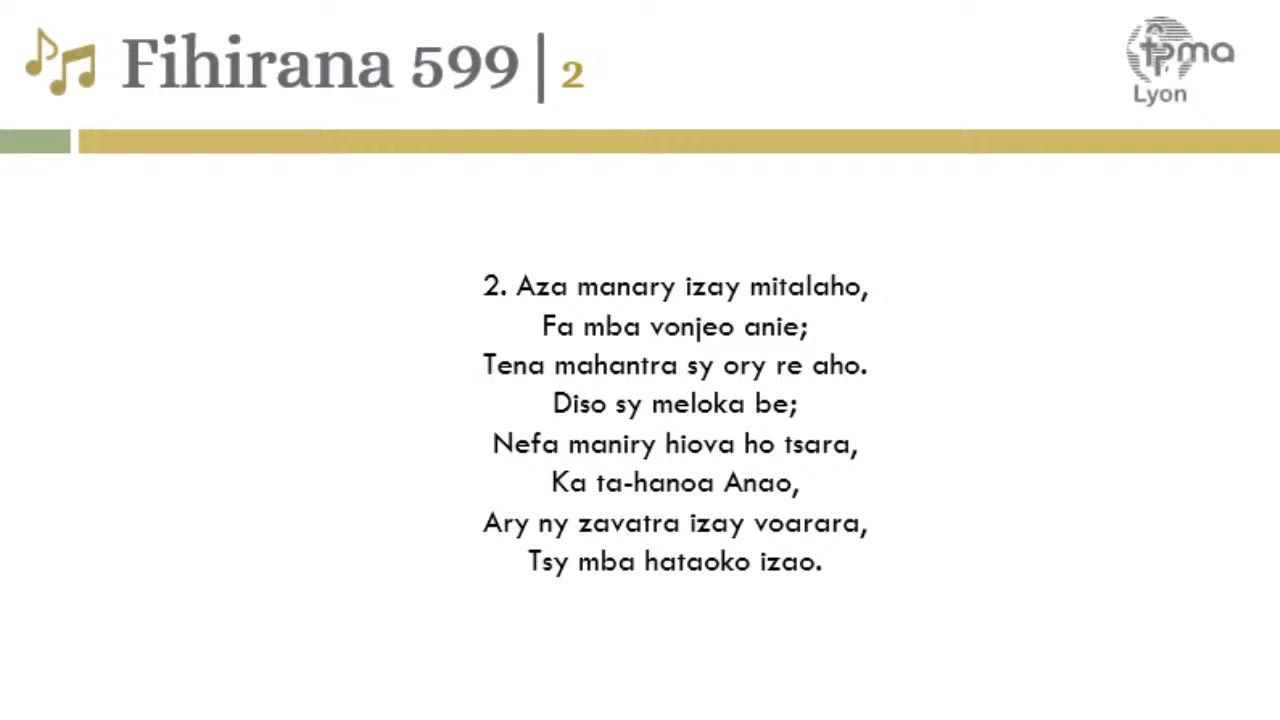 Fihirana 599 | 2
fpma
Lyon
2. Aza manary izay mitalaho,
Fa mba vonjeo anie;
Tena mahantra sy ory re aho.
Diso sy meloka be;
Nefa maniry hiova ho tsara,
Ka ta-hanoa Anao,
Ary ny zavatra izay voarara,
Tsy mba hataoko izao.